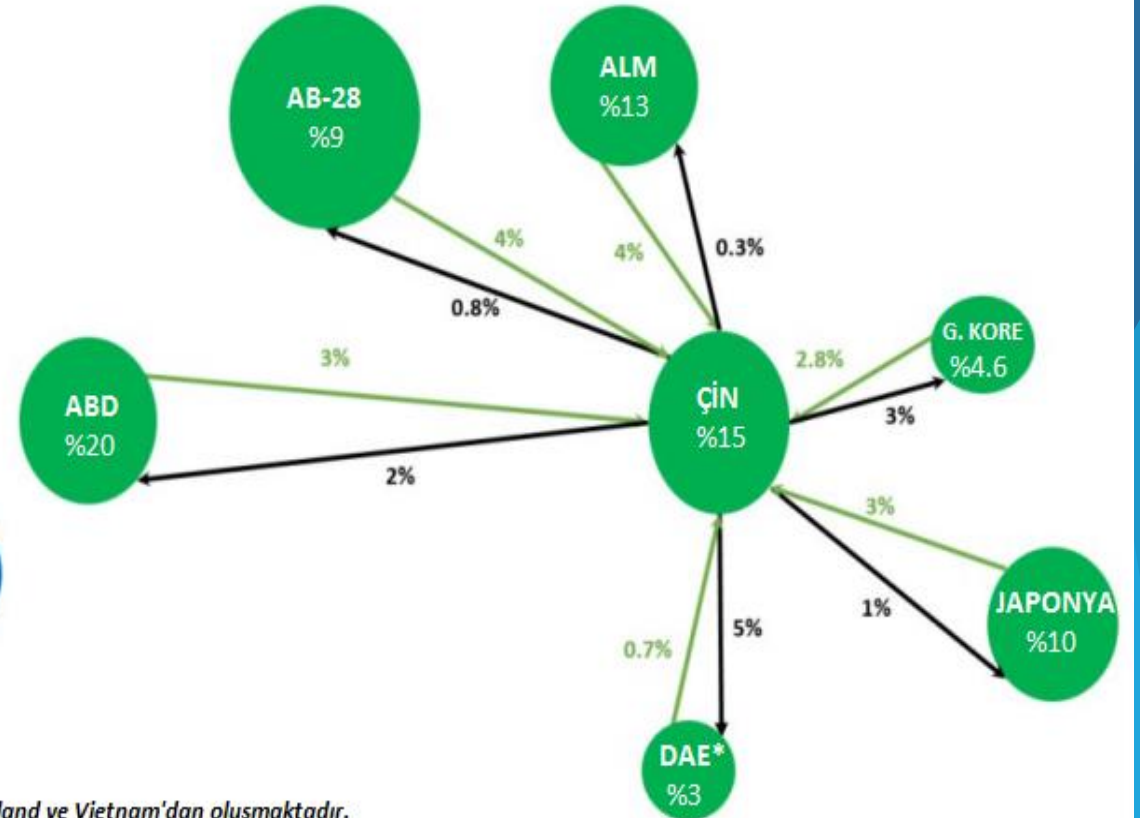 AB-28
%9
ALM
%13
4%
4%
0.3%
0.8%
G. KORE
%4.6
3%
2.8%
ABD
%20
ÇİN
%15
3%
2%
3%
JAPONYA
%10
1%
5%
0.7%
DAE*
%3
ve Vietnam'dan oluşmaktadır.